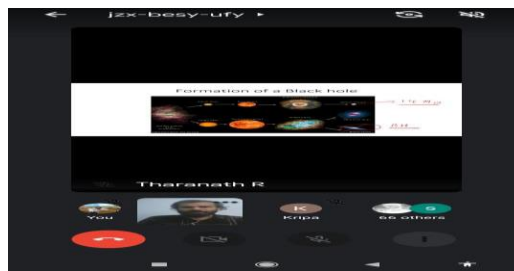 jzx-besy-ufy
Formation of a Black hole
Tharanath R
You
K
Kripa
S
66 others